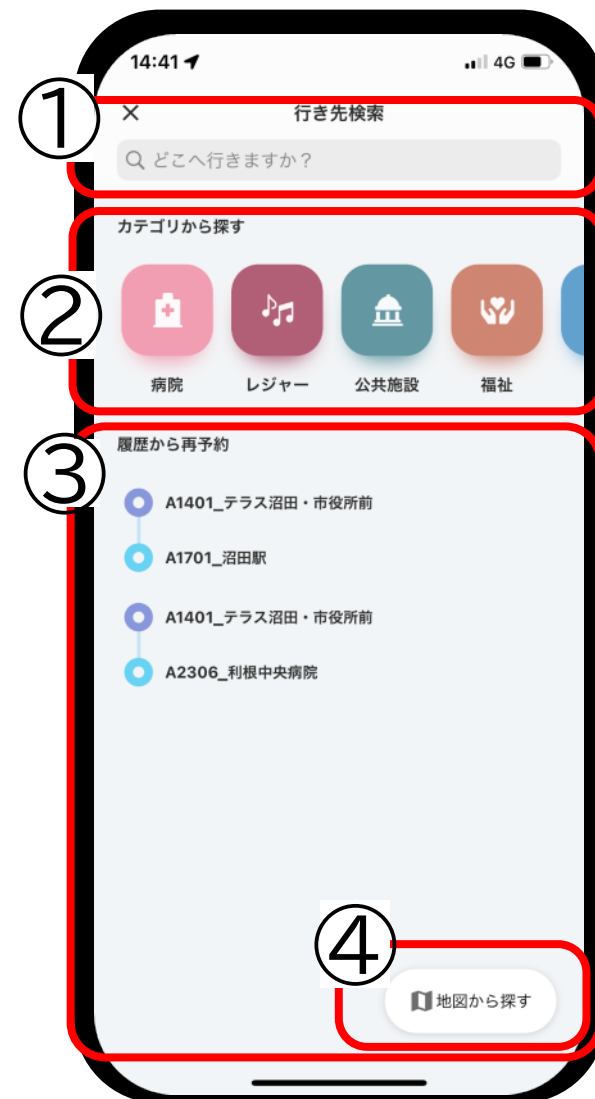 14:41 4G
①
行き先検索
どこへ行きますか？
カテゴリから探す
②
病院 レジャー 公共施設 福祉
履歴から再予約
③
A1401_テラス沼田・市役所前
A1701_沼田駅
A1401_テラス沼田・市役所前
A2306_利根中央病院
④
地図から探す